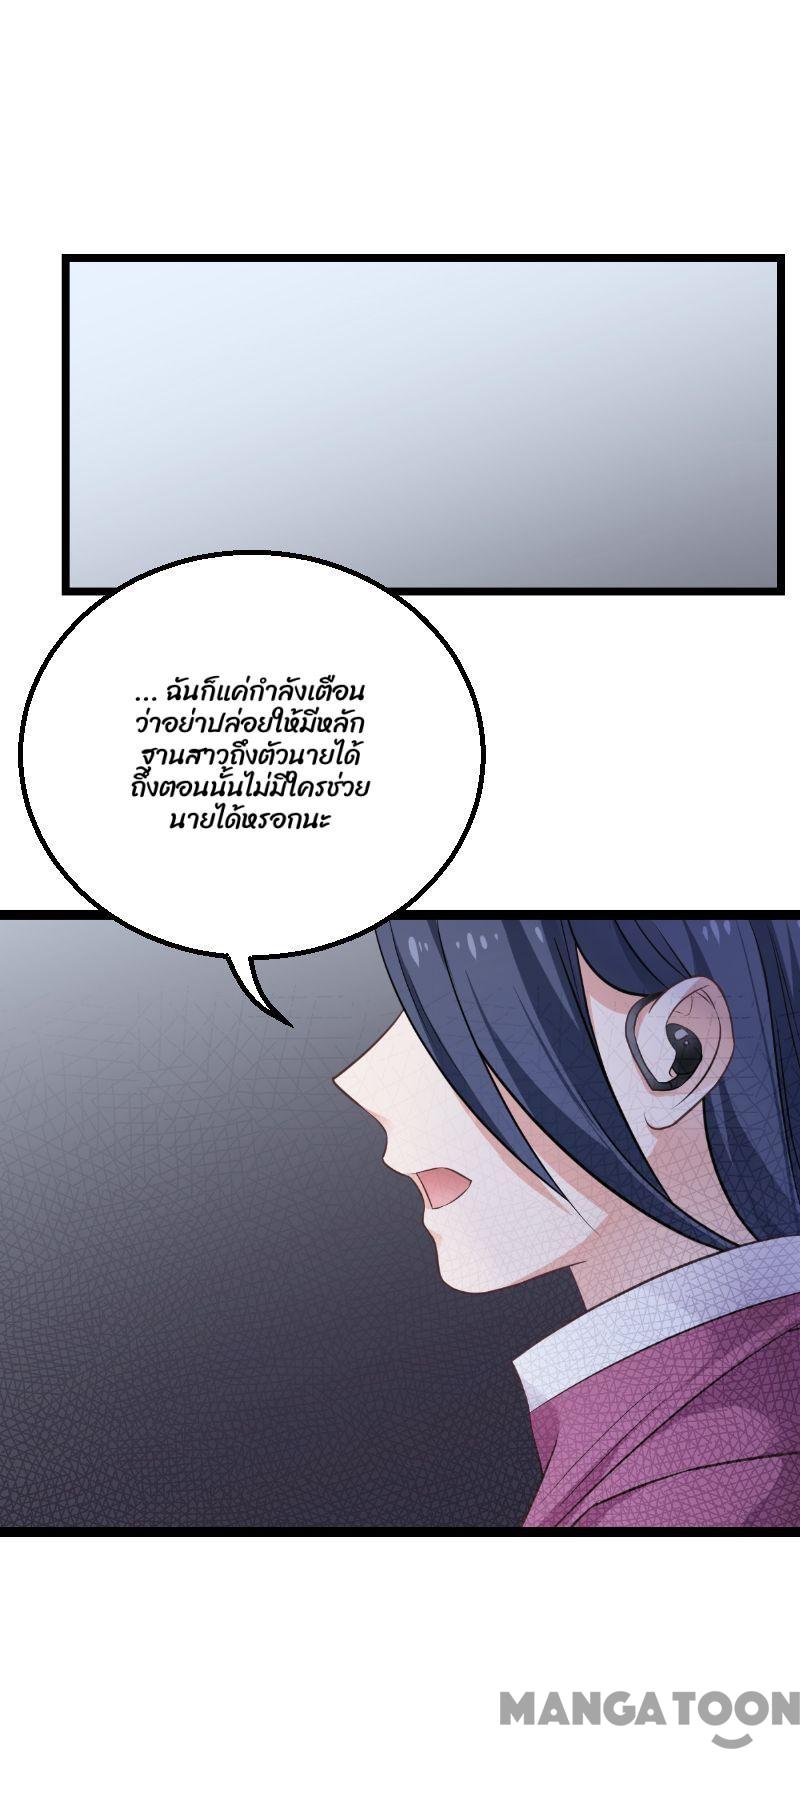 ... ฉันก็แค่กำลังเตือน
ว่าอย่าปล่อยให้มีหลัก
ฐานสาวถึงตัวนายได้
ถึงตอนนั้นไม่มีใครช่วย
นายได้หรอกนะ
MANGA TOON